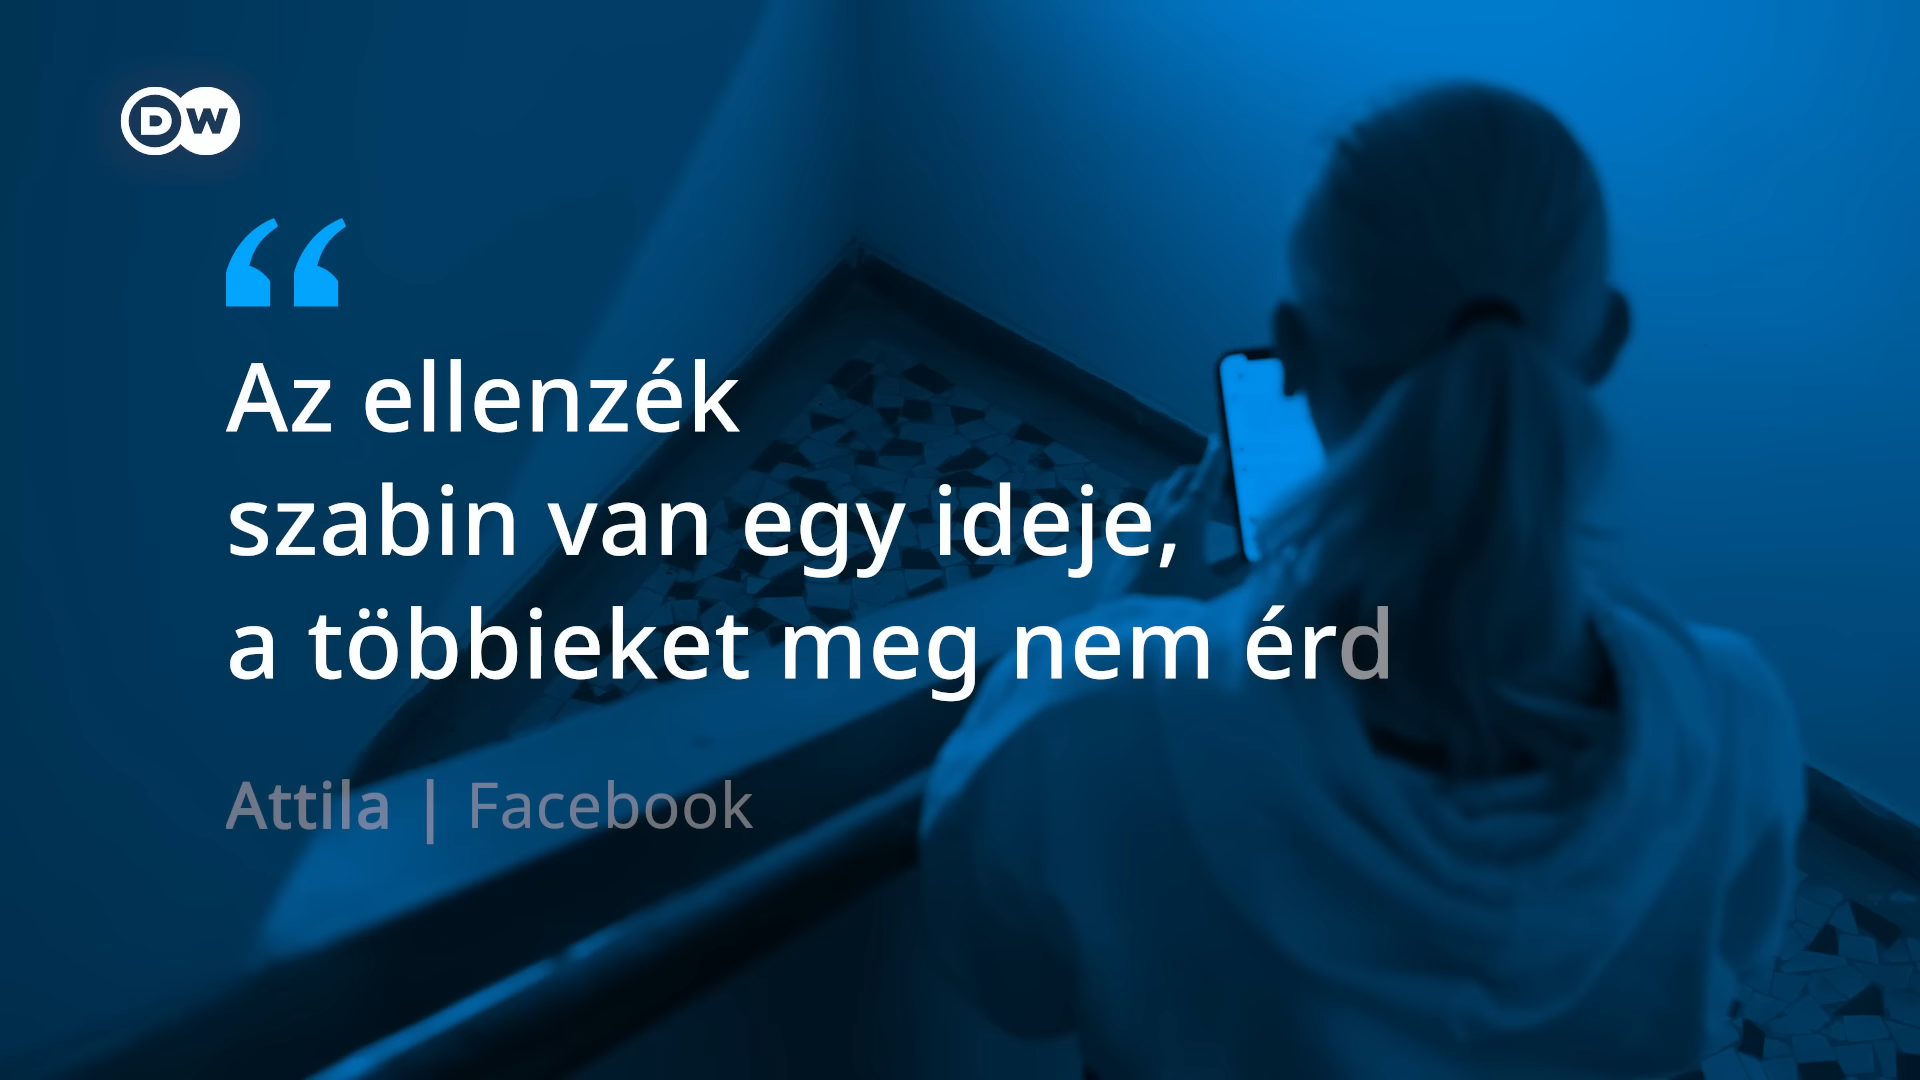 DW
“
Az ellenzék
szabin van egy ideje,
a többieket meg nem érd
Attila | Facebook